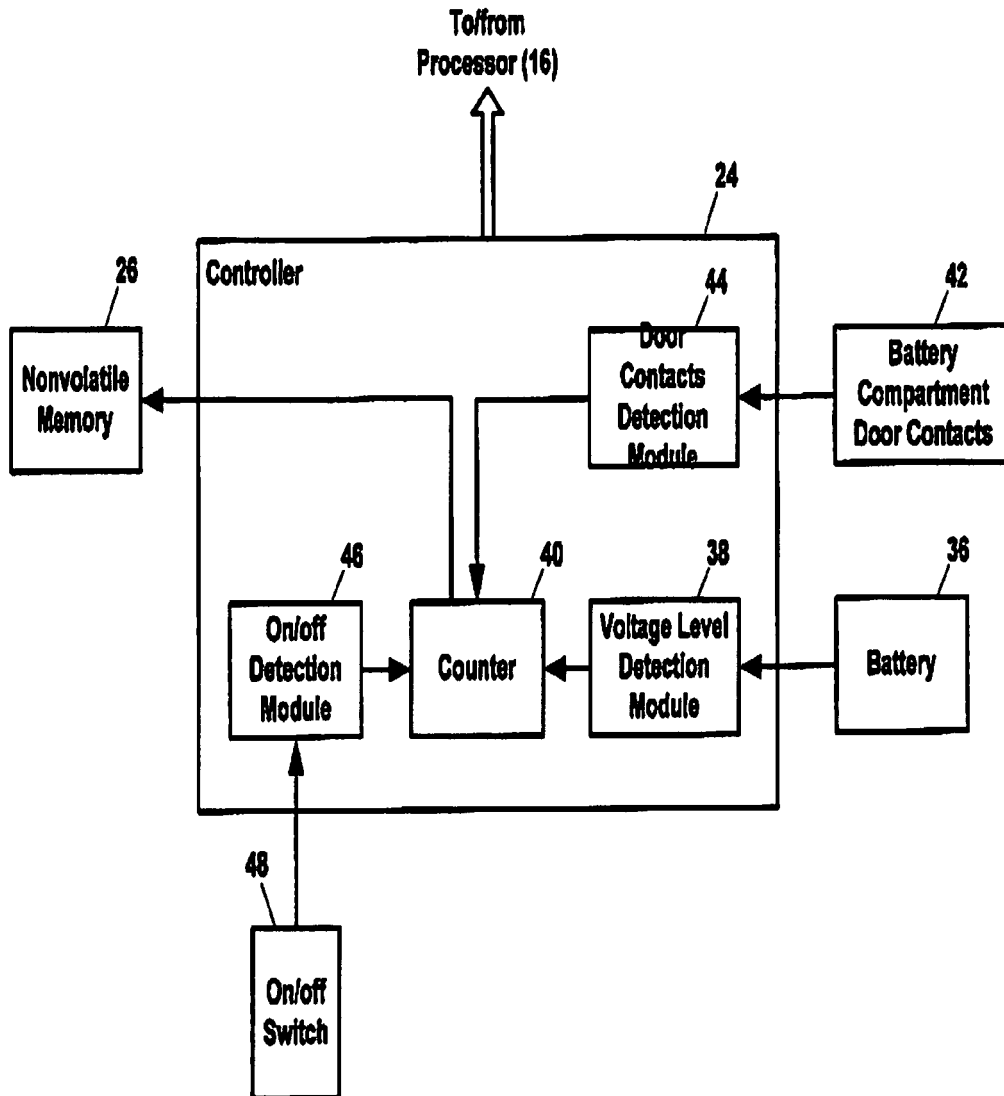 To/from
Processor (16)
24
Controller
26
Nonvolatile
Memory
44
Door
Contacts
Detection
Module
42
Battery
Compartment
Door Contacts
46
On/off
Detection
Module
40
Counter
38
Voltage Level
Detection
Module
36
Battery
48
On/off
Switch